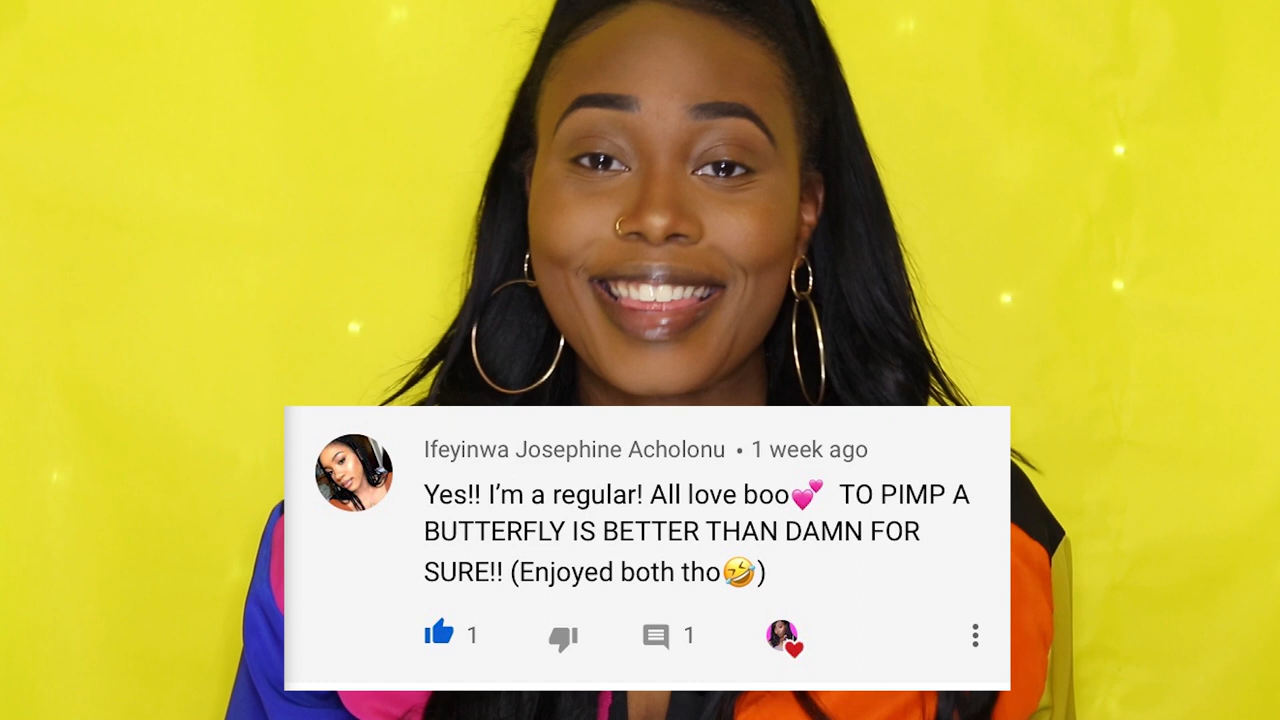 Ifeyinwa Josephine Acholonu • 1 week ago
Yes!! I’m a regular! All love boo💕 TO PIMP A
BUTTERFLY IS BETTER THAN DAMN FOR
SURE!! (Enjoyed both tho🤣)
1
1